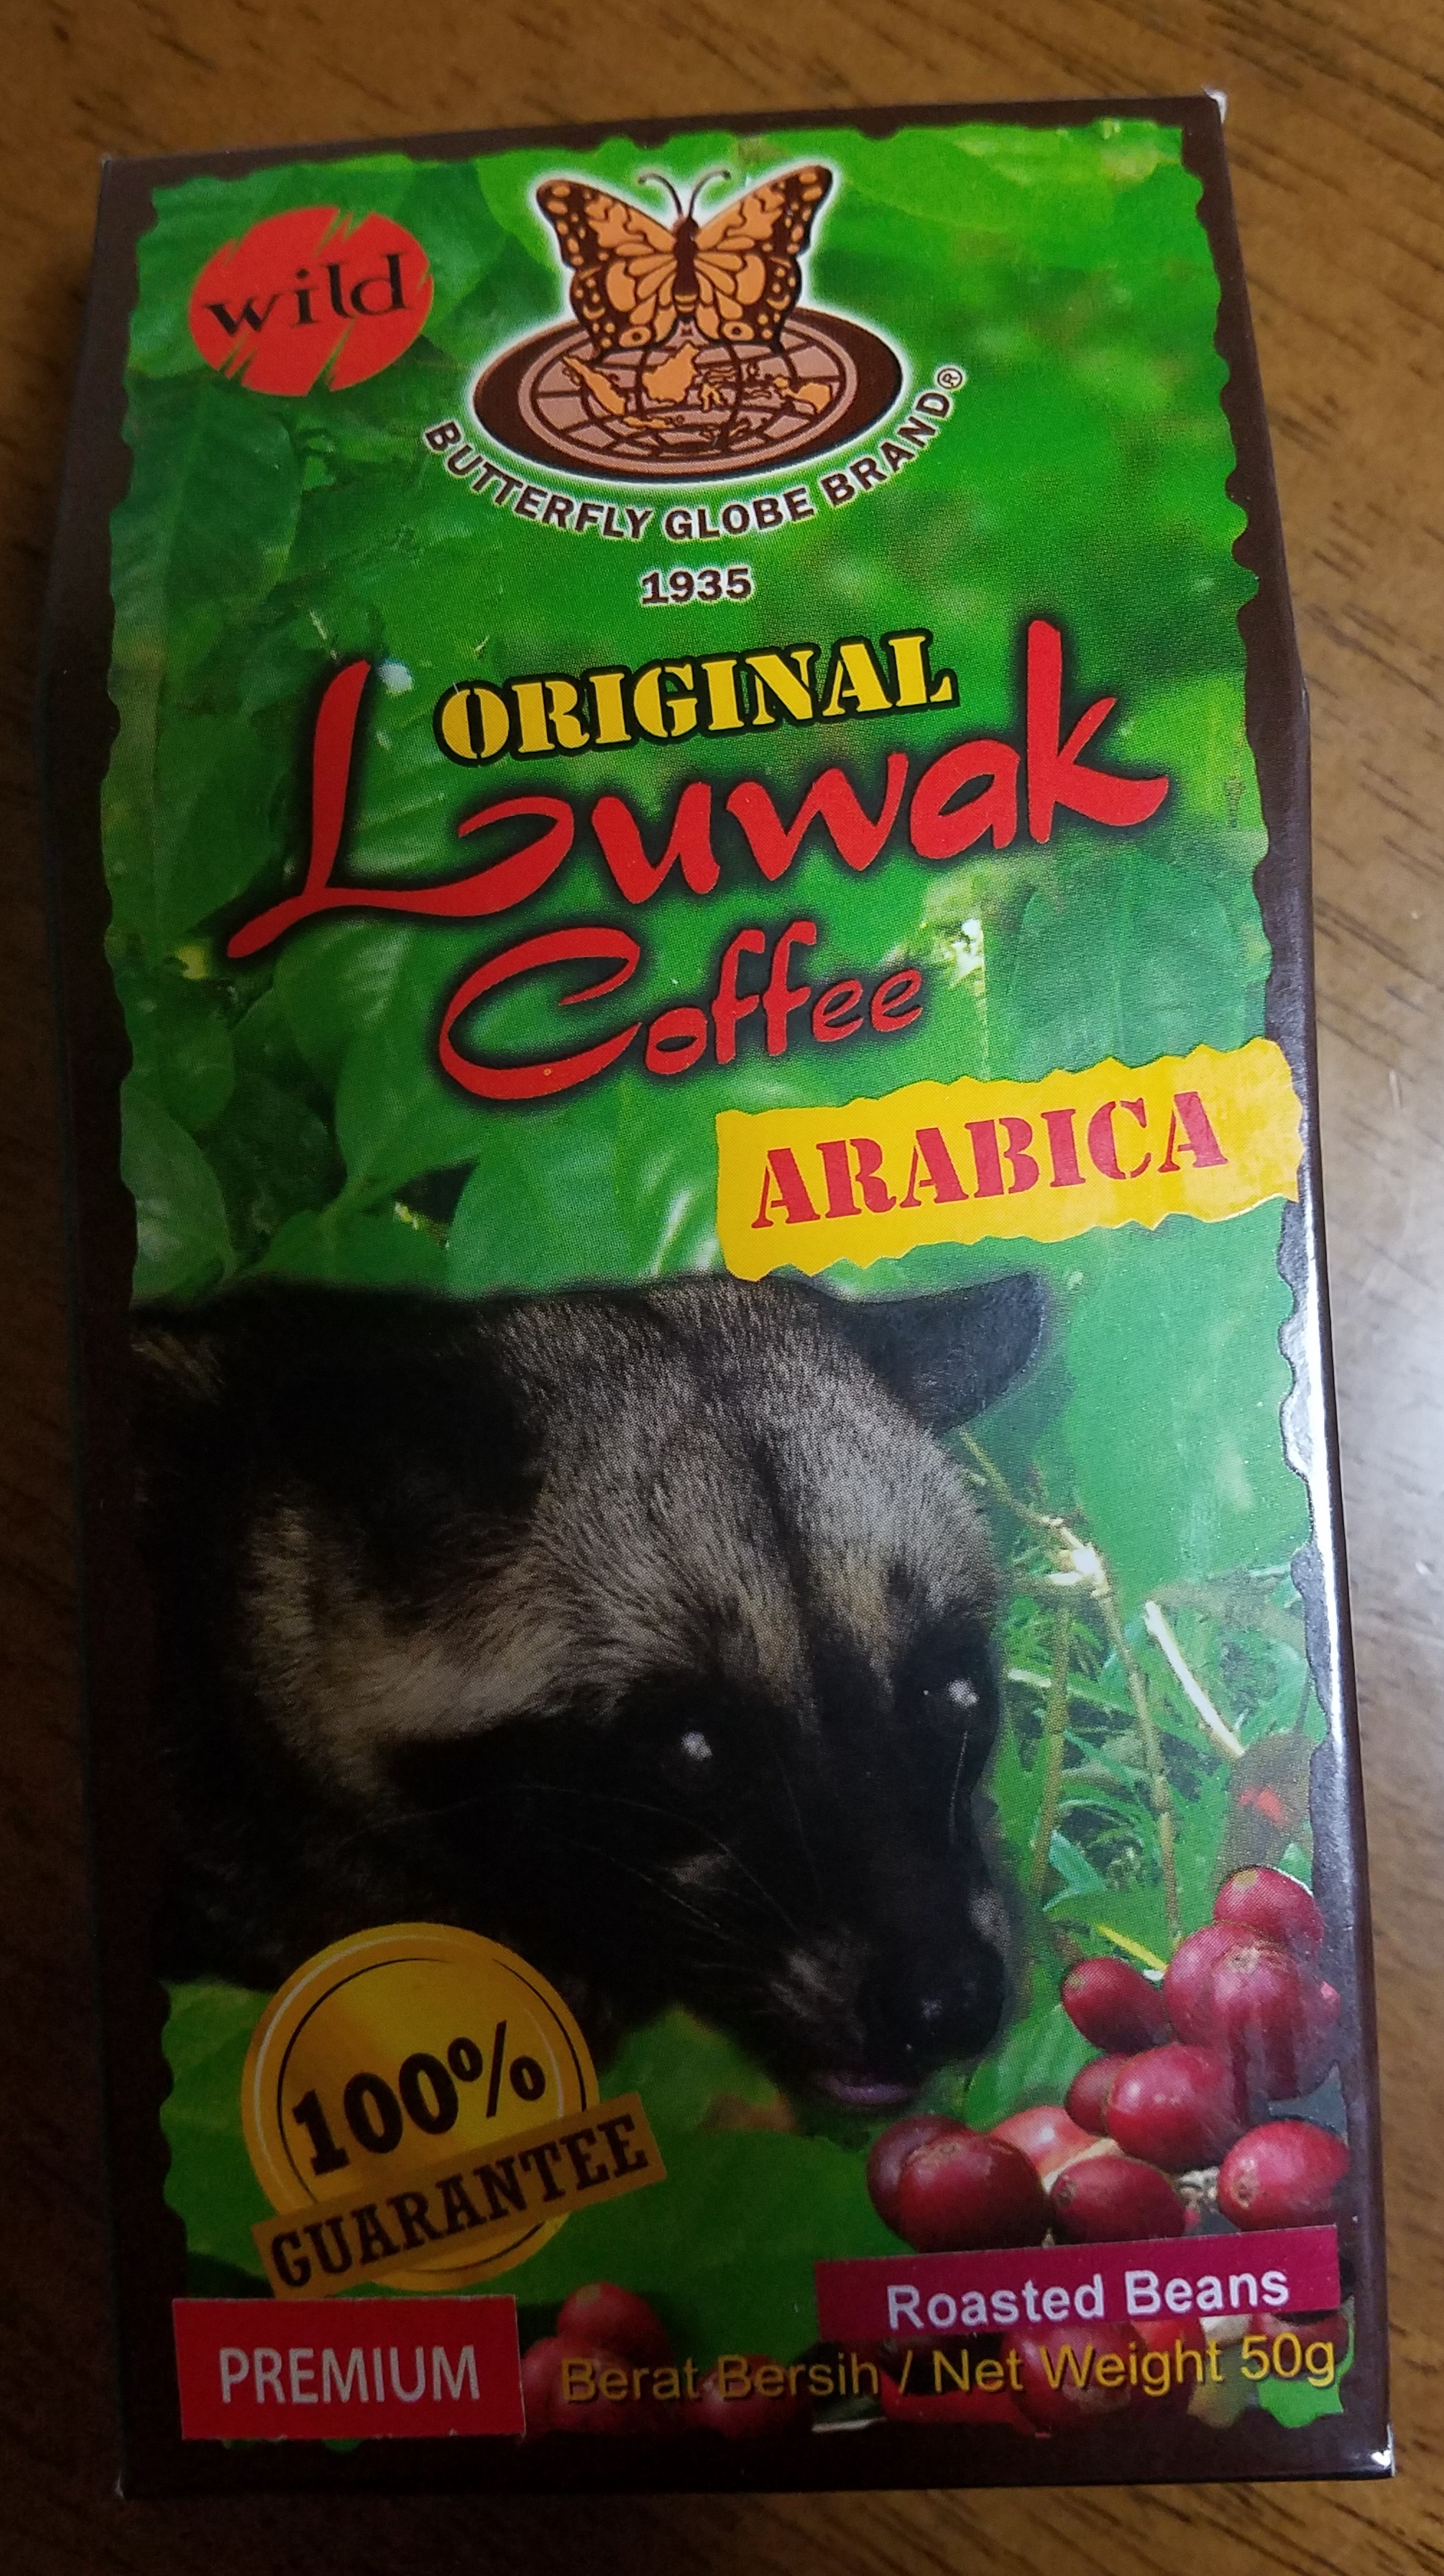 wild
BUTTERFLY GLOBE BRAND®
1935
ORIGINAL
Luwak
Coffee
ARABICA
100%
GUARANTEE
Roasted Beans
PREMIUM
Berat Bersih / Net Weight 50g